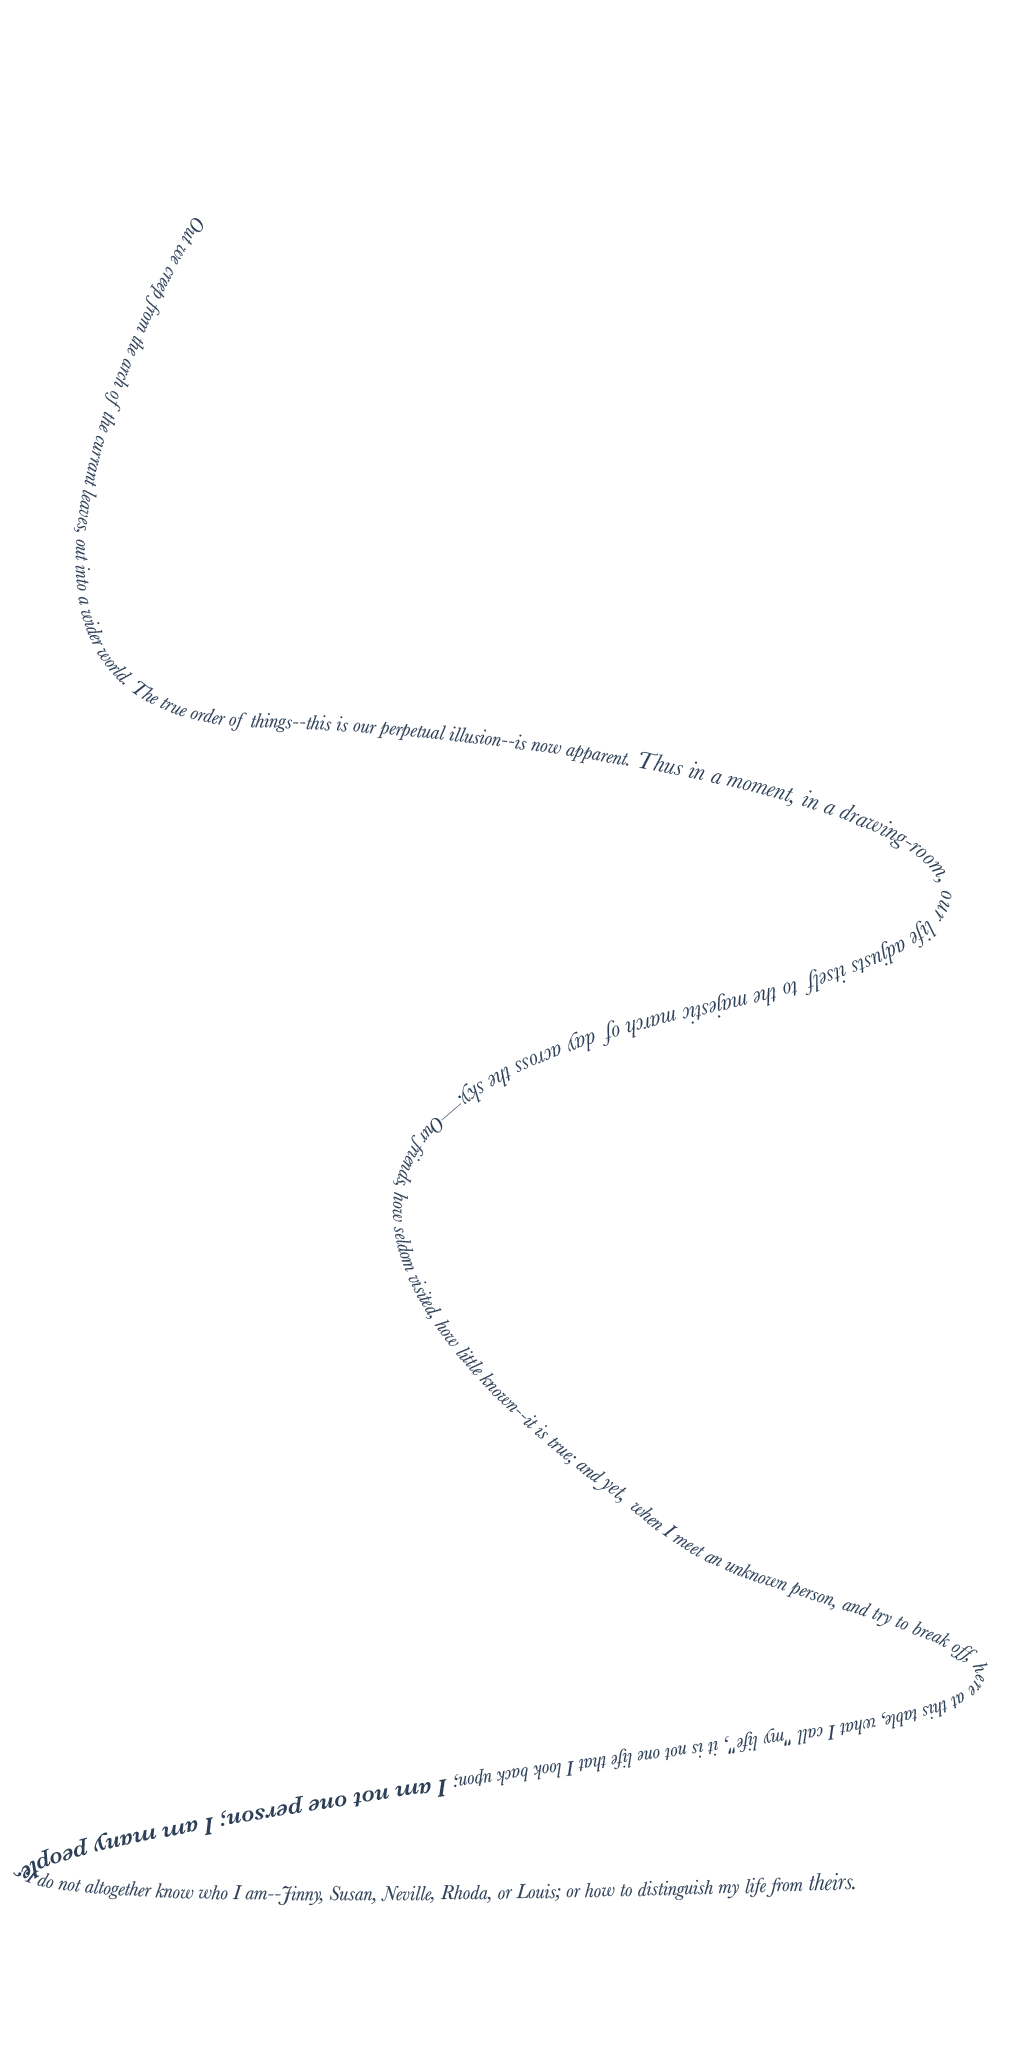 Out we creep from the arch of the currant leaves, out into a wider world. The true order of things--this is our perpetual illusion--is now apparent. Thus in a moment, in a drawing-room, our life adjusts itself to the majestic march of day across the sky.——Our friends, how seldom visited, how little known--it is true; and yet, when I meet an unknown person, and try to break off, here at this table, what I call "my life", it is not one life that I look back upon; I am not one person; I am many people;
I do not altogether know who I am--Jinny, Susan, Neville, Rhoda, or Louis; or how to distinguish my life from theirs.